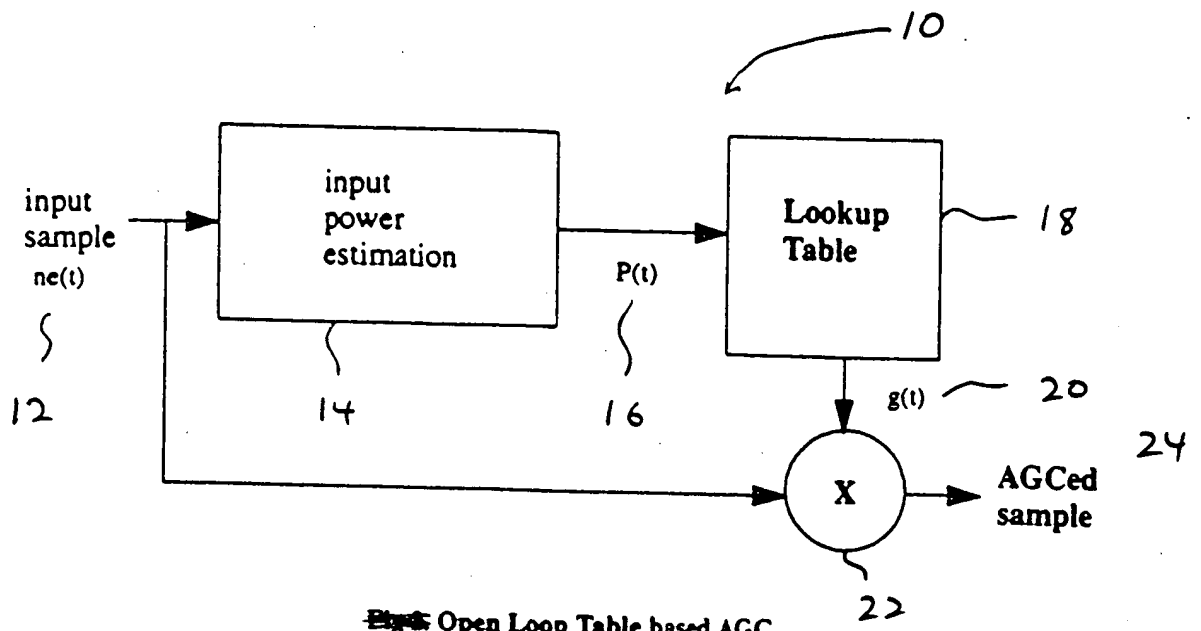 10
input
sample
ne(t)
input
power
estimation
P(t)
Lookup
Table
18
12
14
16
g(t)
20
24
X
AGCed
sample
22
Open Loop Table based AGC